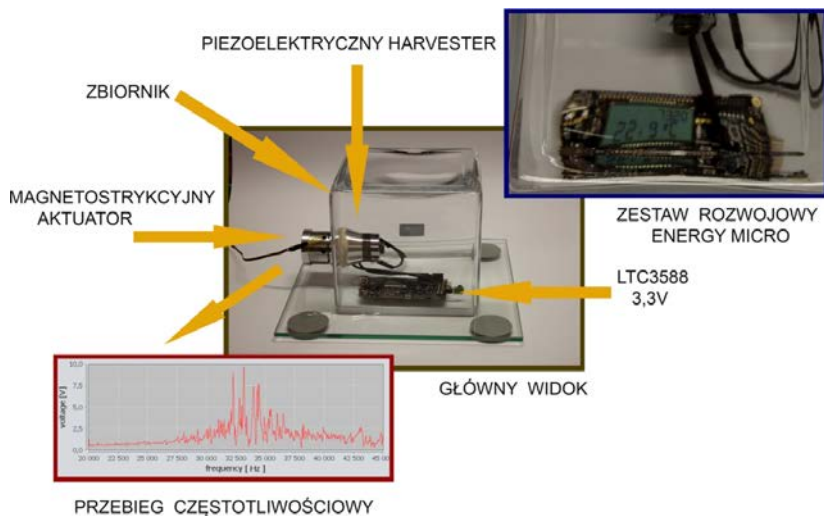 PIEZOELEKTRYCZNY HARVESTER
ZBIORNIK
MAGNETOSTRYKCYJNY
AKTUATOR
22.9°C
ZESTAW ROZWOJOWY
ENERGY MICRO
LTC3588
3,3V
GŁÓWNY WIDOK
voltage [V]
10,0
7,5
5,0
2,5
0,0
20 000 22 500 25 000 27 500 30 000 32 500 35 000 37 500 40 000 42 500 45 000
frequency [ Hz ]
PRZEBIEG CZĘSTOTLIWOŚCIOWY